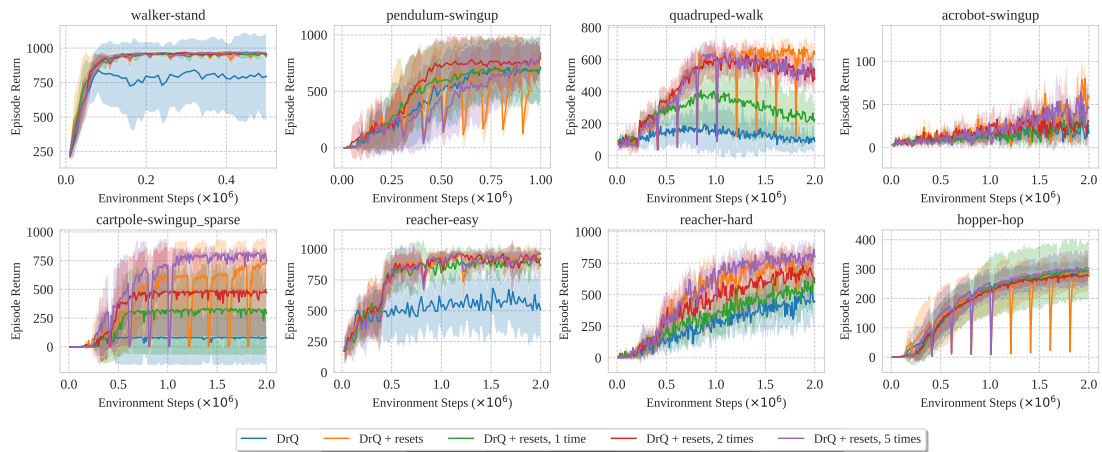 walker-stand
pendulum-swingup
quadruped-walk
acrobot-swingup
Episode Return
1000
750
500
250
0.0 0.2 0.4
Environment Steps (×10⁶)
Episode Return
1000
500
0
0.00 0.25 0.50 0.75 1.00
Environment Steps (×10⁶)
Episode Return
800
600
400
200
0
0.0 0.5 1.0 1.5 2.0
Environment Steps (×10⁶)
Episode Return
100
50
0
0.0 0.5 1.0 1.5 2.0
Environment Steps (×10⁶)
cartpole-swingup_sparse
reacher-easy
reacher-hard
hopper-hop
Episode Return
1000
750
500
250
0
0.0 0.5 1.0 1.5 2.0
Environment Steps (×10⁶)
Episode Return
1000
750
500
250
0
0.0 0.5 1.0 1.5 2.0
Environment Steps (×10⁶)
Episode Return
1000
750
500
250
0
0.0 0.5 1.0 1.5 2.0
Environment Steps (×10⁶)
Episode Return
400
300
200
100
0
0.0 0.5 1.0 1.5 2.0
Environment Steps (×10⁶)
DrQ DrQ + resets DrQ + resets, 1 time DrQ + resets, 2 times DrQ + resets, 5 times